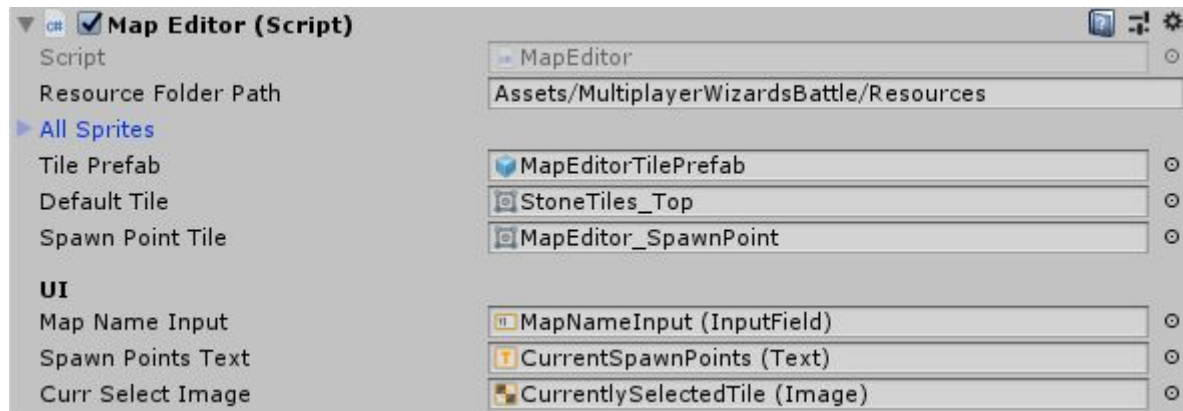 Map Editor (Script)
Script MapEditor
Resource Folder Path Assets/MultiplayerWizardsBattle/Resources
All Sprites
Tile Prefab MapEditorTilePrefab
Default Tile StoneTiles_Top
Spawn Point Tile MapEditor_SpawnPoint
UI
Map Name Input MapNameInput (InputField)
Spawn Points Text CurrentSpawnPoints (Text)
Curr Select Image CurrentlySelectedTile (Image)